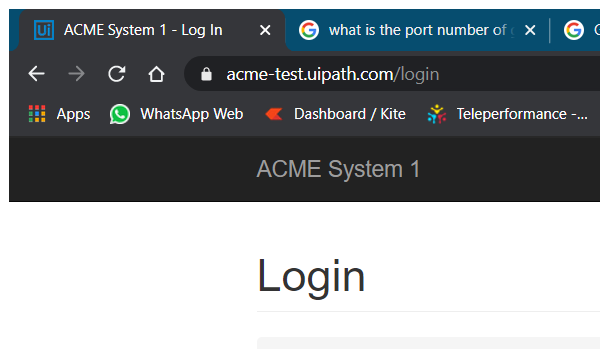 Ui ACME System 1 - Log In what is the port number of
acme-test.uipath.com/login
Apps WhatsApp Web Dashboard / Kite Teleperformance -...
ACME System 1
Login